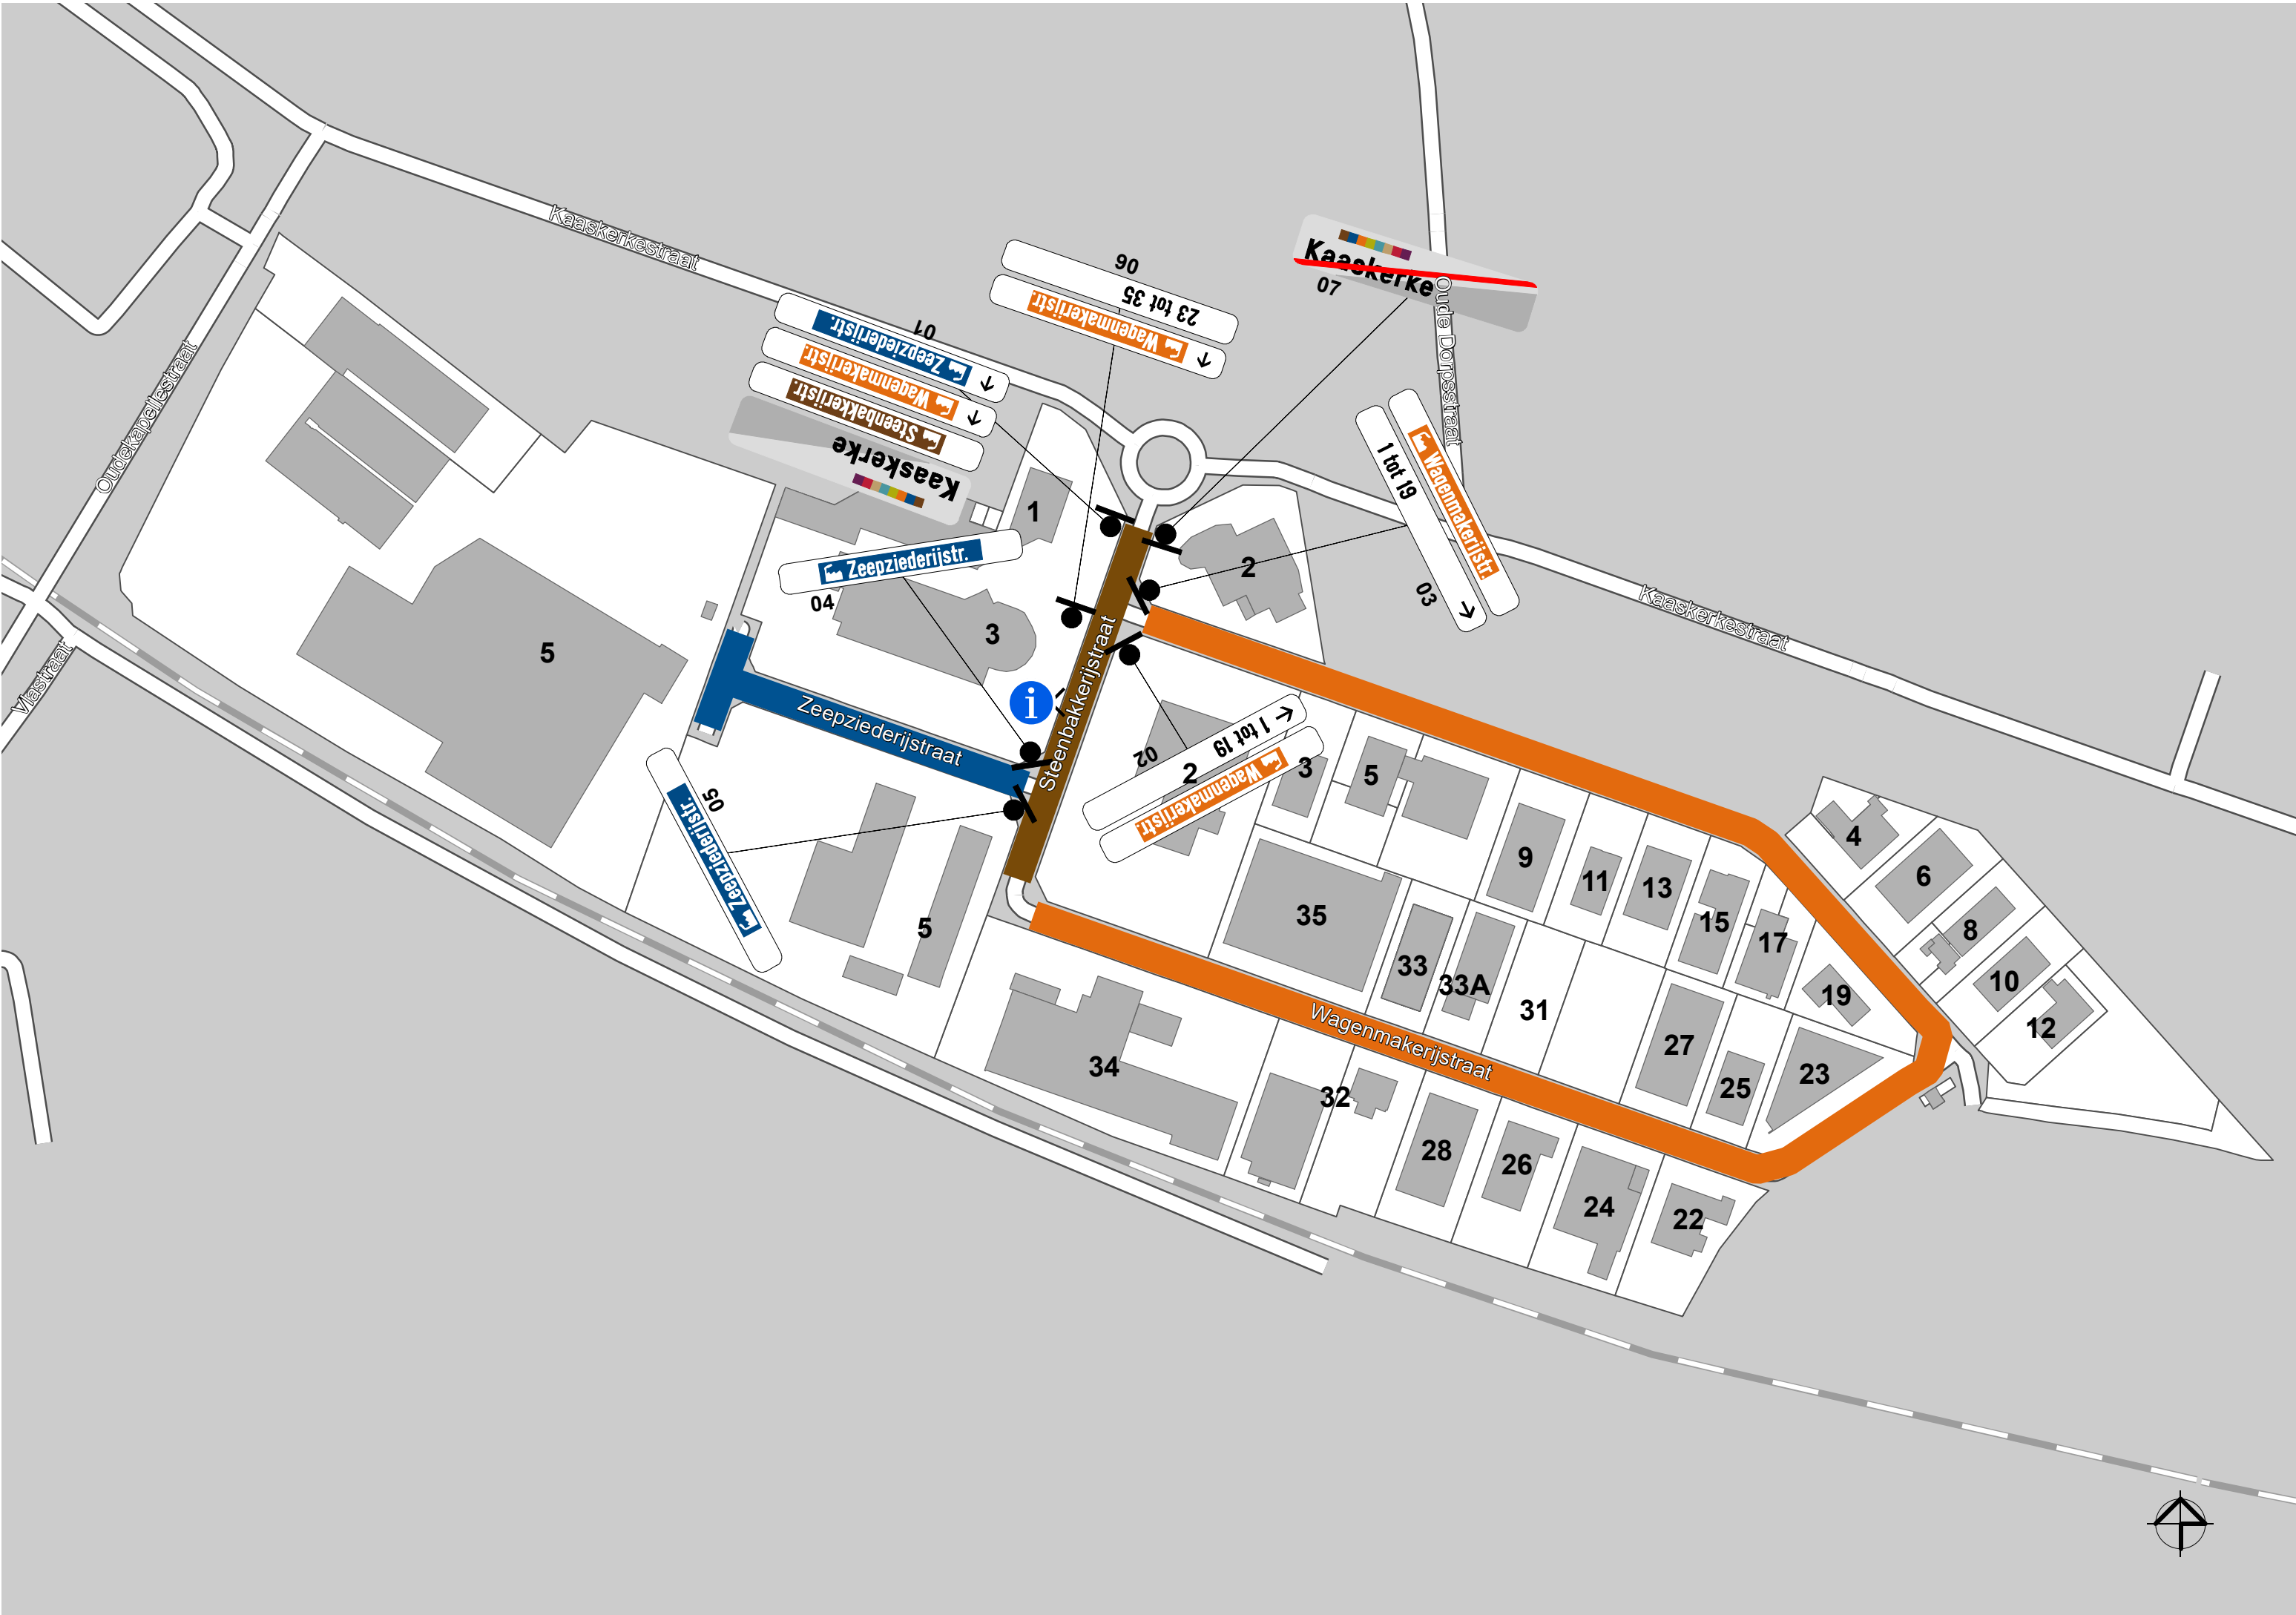 Kaaskerkestraat
Oudekapellestraat
Vlastraat
06
23 tot 35
Wagenmakerijstr.
Kaaskerke
07
Oude Dorpsstraat
01
Zeepziederijstr.
Wagenmakerijstr.
Steenbakkerijstr.
Kaaskerke
1 tot 19
Wagenmakerijstr.
03
Zeepziederijstr.
04
1
2
3
5
Kaaskerkestraat
Steenbakkerijstraat
i
Zeepziederijstraat
02
1 tot 19
2
Wagenmakerijstr.
05
Zeepziederijstr.
3
5
9
11
13
15
17
19
4
6
8
10
12
5
35
33
33A
31
27
25
23
Wagenmakerijstraat
34
32
28
26
24
22